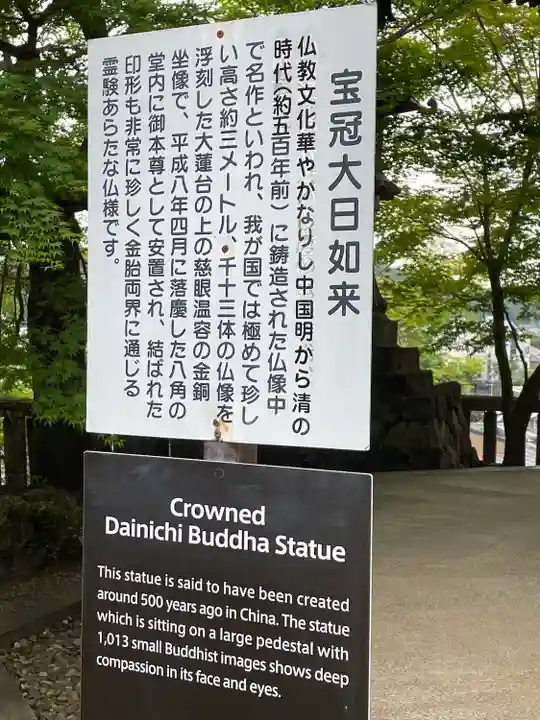 宝冠大日如来
仏教文化華やかなりし中国明から清の
時代（約五百年前）に鋳造された仏像中
で名作といわれ、我が国では極めて珍し
い高さ約三メートル、千十三体の仏像を
浮刻した大蓮台の上の慈眼温容の金銅
坐像で、平成八年四月に落慶した八角の
堂内に御本尊として安置され、結ばれた
印形も非常に珍しく金胎両界に通じる
霊験あらたな仏様です。
Crowned
Dainichi Buddha Statue
This statue is said to have been created
around 500 years ago in China. The statue
which is sitting on a large pedestal with
1,013 small Buddhist images shows deep
compassion in its face and eyes.